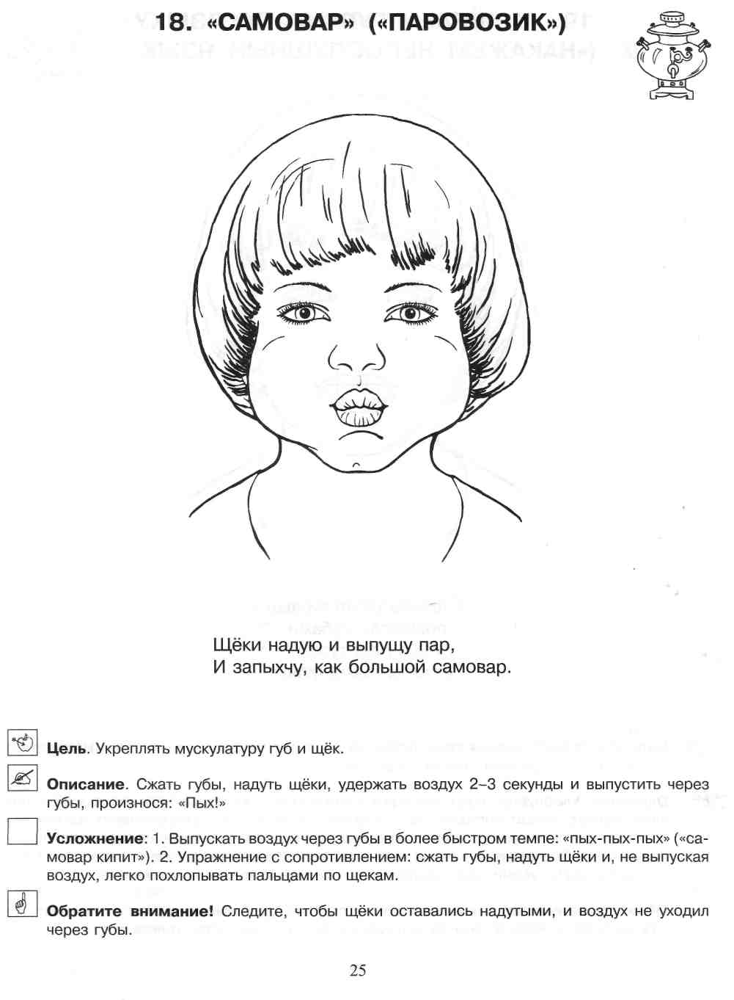 18. «САМОВАР» («ПАРОВОЗИК»)
Щёки надую и выпущу пар,
И запыхчу, как большой самовар.
Цель. Укреплять мускулатуру губ и щёк.
Описание. Сжать губы, надуть щёки, удержать воздух 2–3 секунды и выпустить через
губы, произнося: «Пых!»
Усложнение: 1. Выпускать воздух через губы в более быстром темпе: «пых-пых-пых» («са-
мовар кипит»). 2. Упражнение с сопротивлением: сжать губы, надуть щёки и, не выпуская
воздух, легко похлопывать пальцами по щекам.
Обратите внимание! Следите, чтобы щёки оставались надутыми, и воздух не уходил
через губы.
25